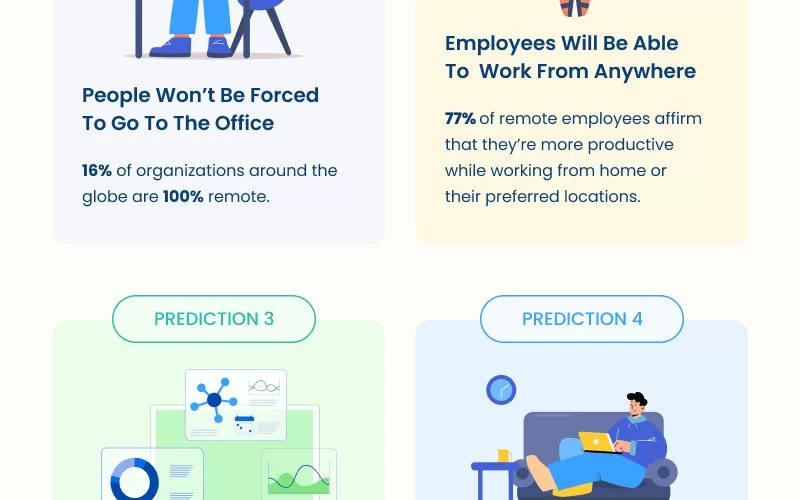 People Won’t Be Forced
To Go To The Office
16% of organizations around the
globe are 100% remote.
Employees Will Be Able
To Work From Anywhere
77% of remote employees affirm
that they’re more productive
while working from home or
their preferred locations.
PREDICTION 3
PREDICTION 4